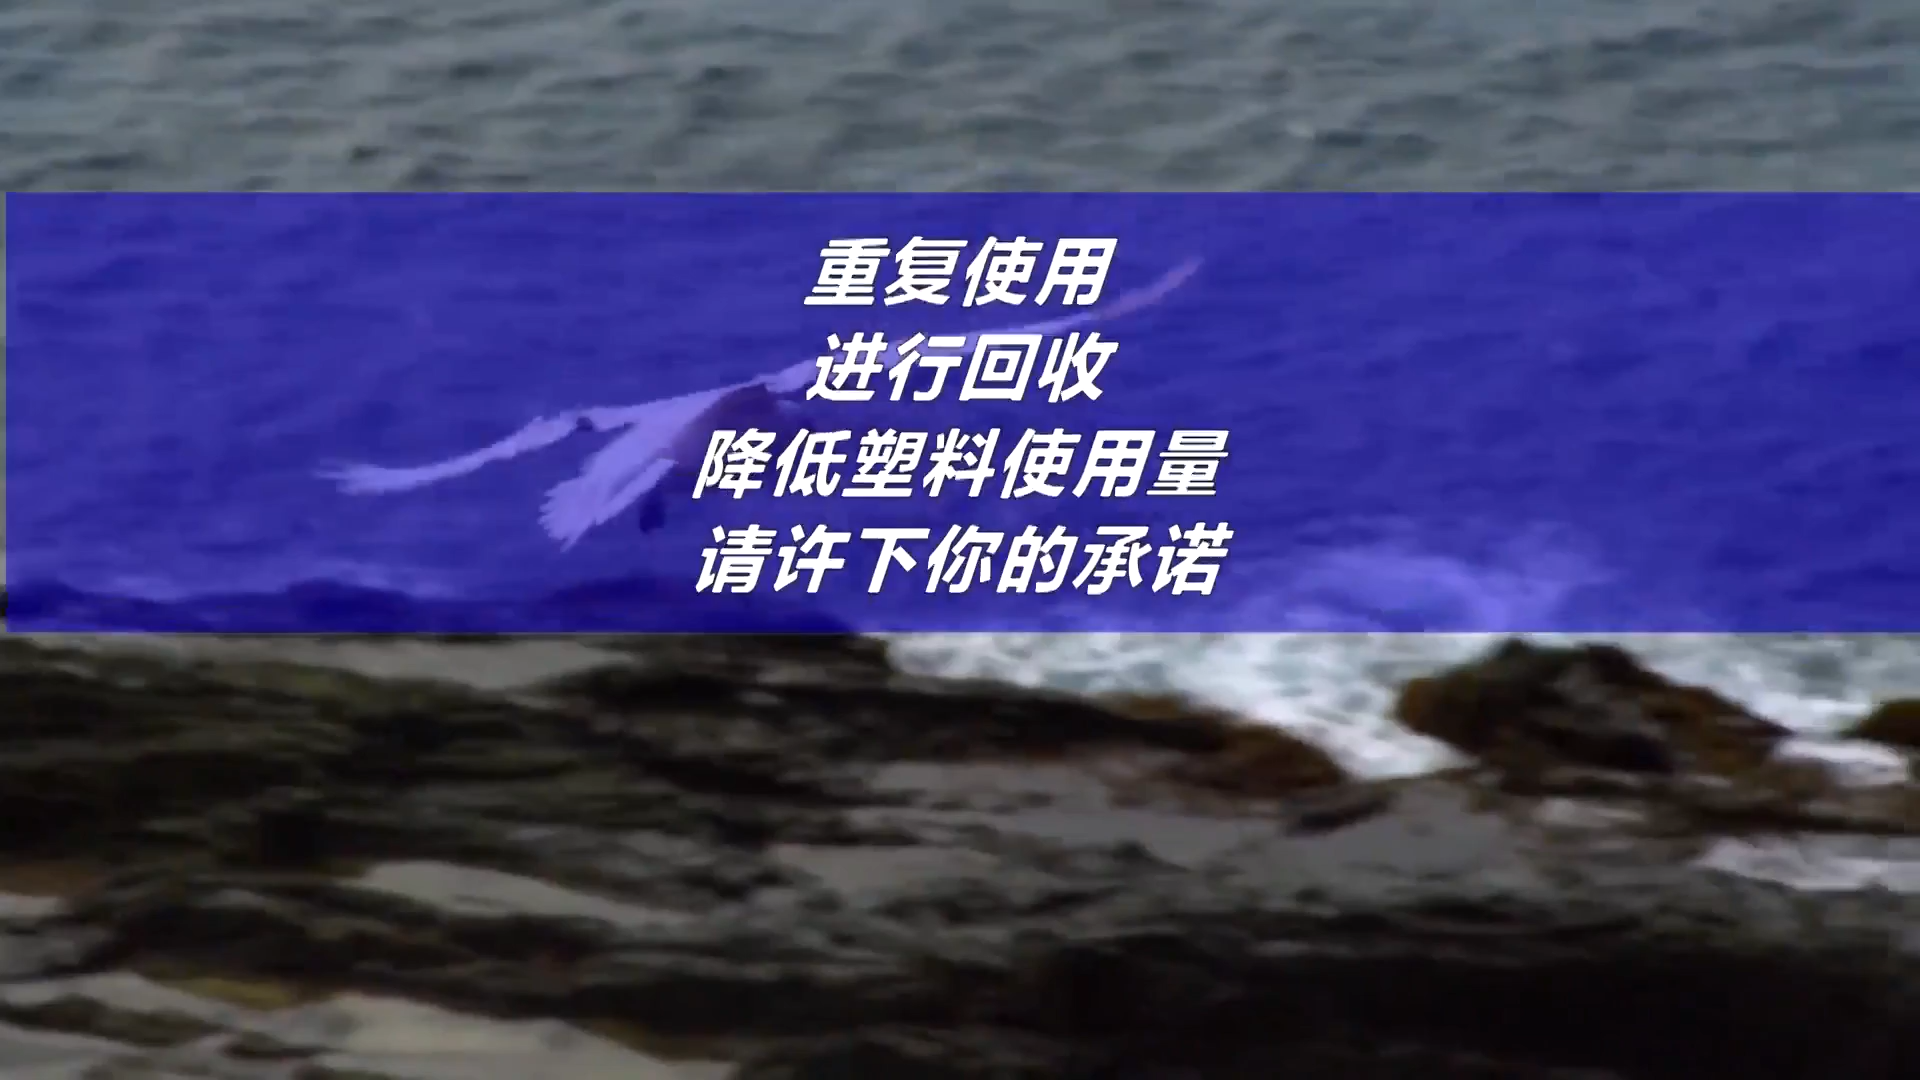 重复使用
进行回收
降低塑料使用量
请许下你的承诺